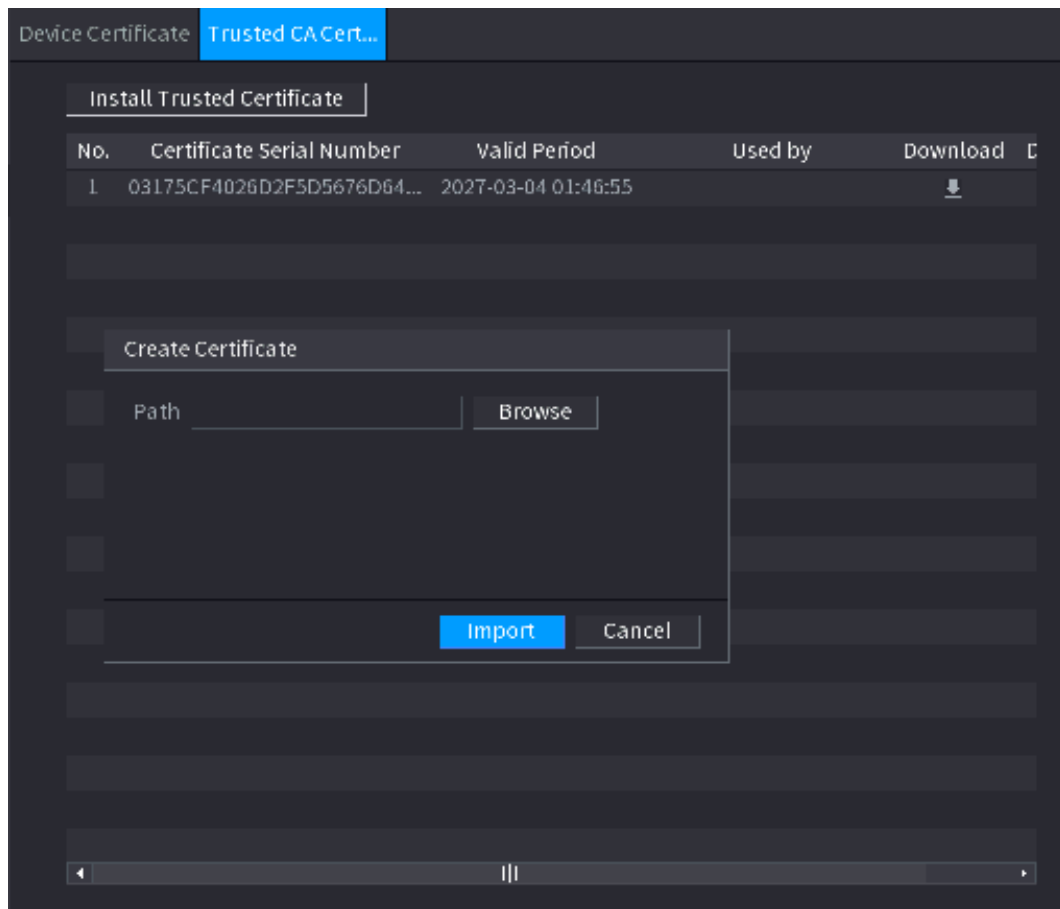 Device Certificate Trusted CA Cert...
Install Trusted Certificate
No. Certificate Serial Number Valid Period Used by Download D
1 03175CF4026D2F5D5676D64... 2027-03-04 01:46:55
Create Certificate
Path Browse
Import Cancel